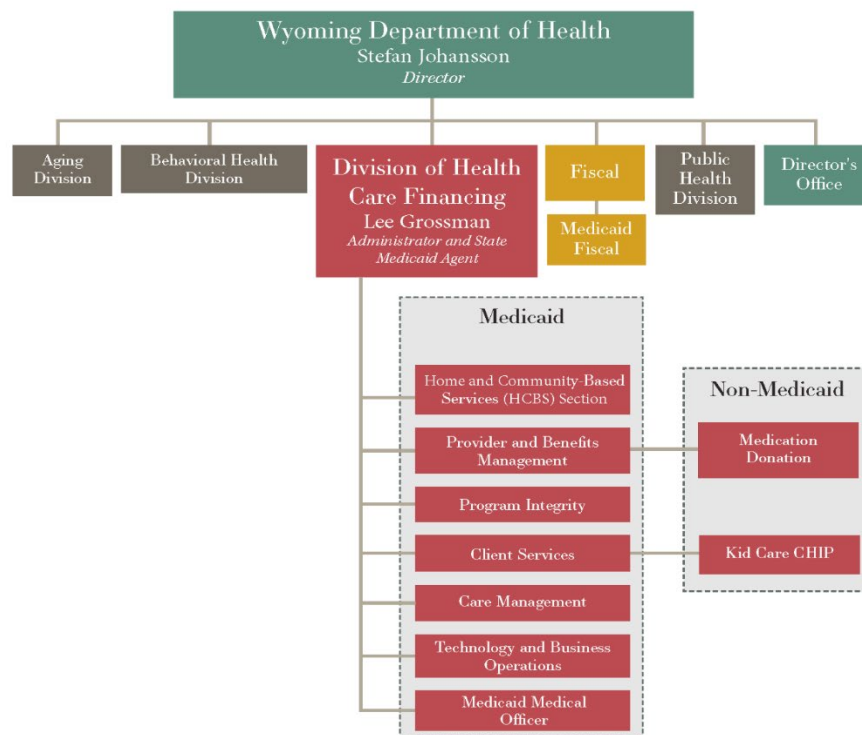 Wyoming Department of Health
Stefan Johansson
Director
Aging
Division
Behavioral Health
Division
Division of Health
Care Financing
Lee Grossman
Administrator and State
Medicaid Agent
Fiscal
Medicaid
Fiscal
Public
Health
Division
Director's
Office
Medicaid
Home and Community-Based
Services (HCBS) Section
Provider and Benefits
Management
Program Integrity
Client Services
Care Management
Technology and Business
Operations
Medicaid Medical
Officer
Non-Medicaid
Medication
Donation
Kid Care CHIP